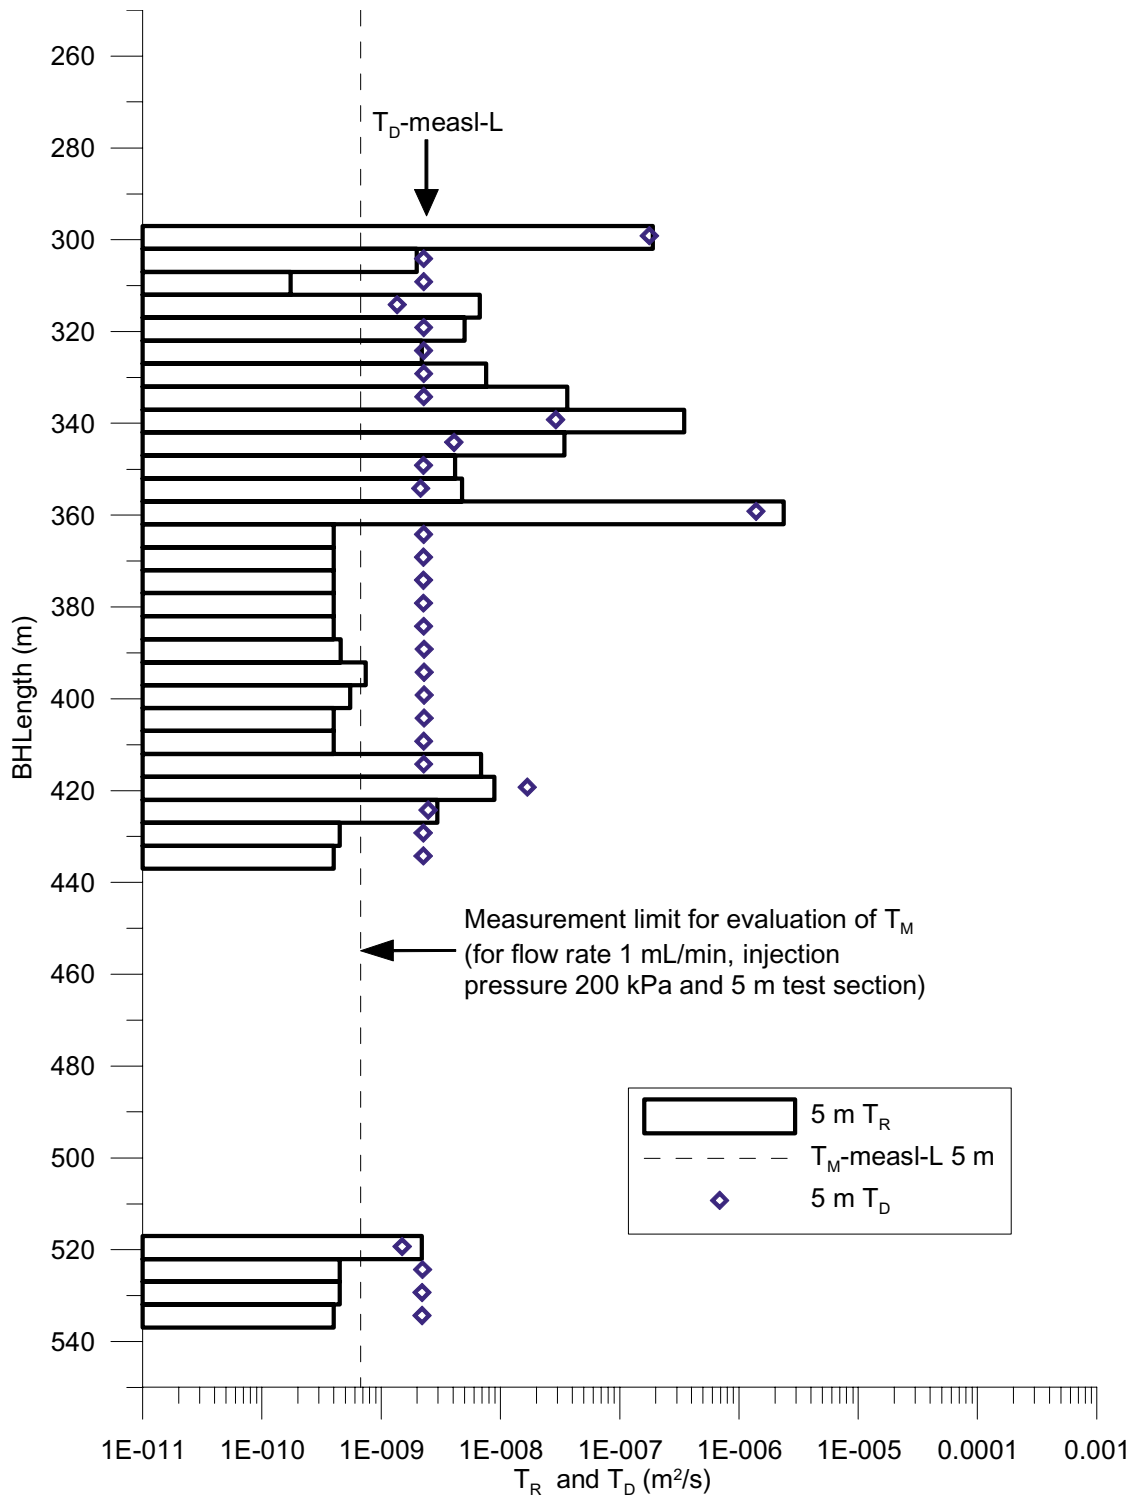 260
280
300
320
340
360
380
400
420
440
460
480
500
520
540
BHLength (m)
T_D-measl-L
Measurement limit for evaluation of T_M
(for flow rate 1 mL/min, injection
pressure 200 kPa and 5 m test section)
5 m T_R
T_M-measl-L 5 m
5 m T_D
1E-011 1E-010 1E-009 1E-008 1E-007 1E-006 1E-005 0.0001 0.001
T_R and T_D (m²/s)